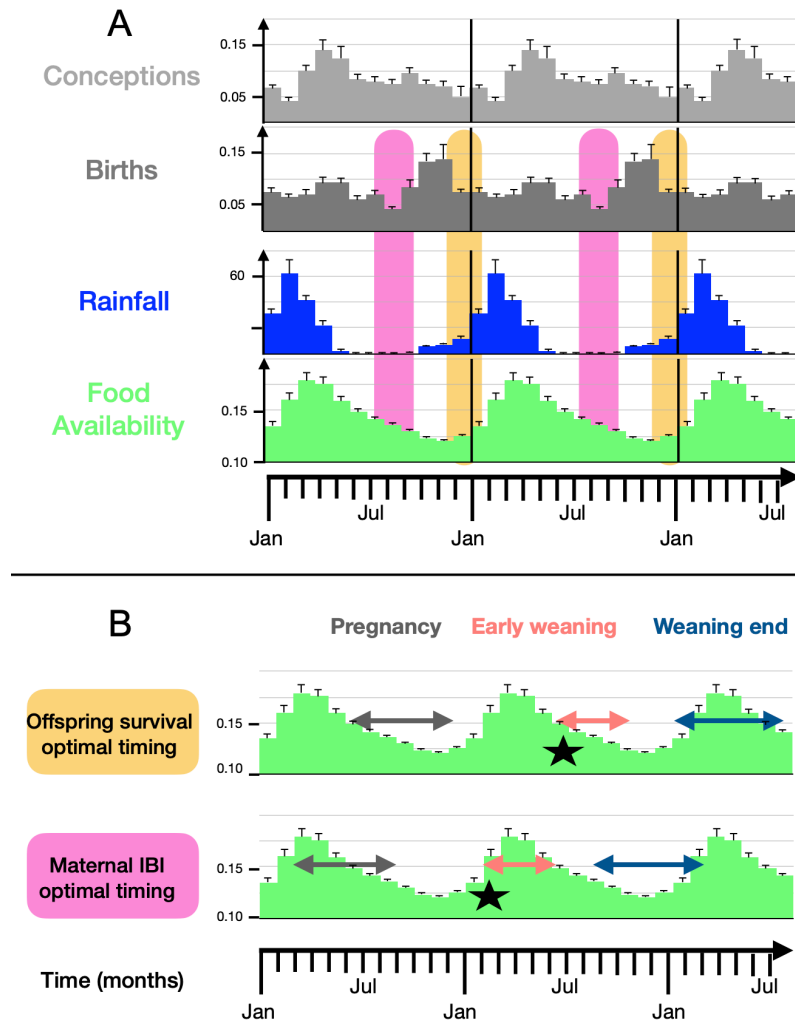 A
Conceptions
0.15
0.05
Births
0.15
0.05
Rainfall
60
Food
Availability
0.15
0.10
Jul
Jul
Jul
Jan
Jan
Jan
B
Pregnancy
Early weaning
Weaning end
Offspring survival
optimal timing
0.15
0.10
Maternal IBI
optimal timing
0.15
0.10
Time (months)
Jul
Jul
Jul
Jan
Jan
Jan